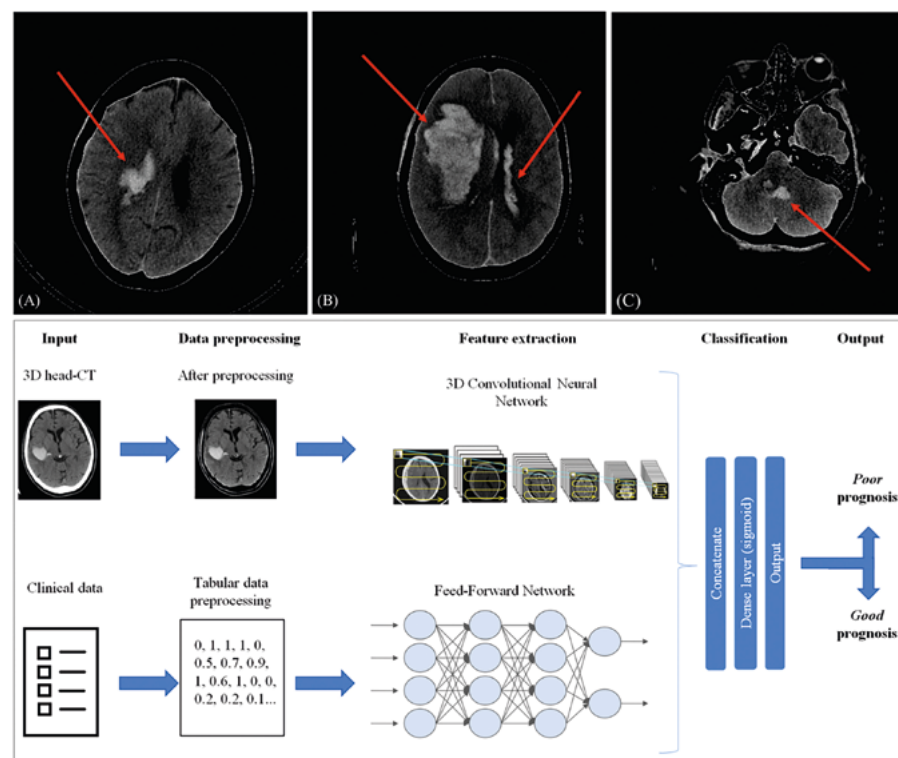 (A)
(B)
(C)
Input
Data preprocessing
Feature extraction
Classification
Output
3D head-CT
After preprocessing
3D Convolutional Neural
Network
Concatenate
Dense layer (sigmoid)
Output
Poor
prognosis
Good
prognosis
Clinical data
Tabular data
preprocessing
Feed-Forward Network
0, 1, 1, 1, 0,
0.5, 0.7, 0.9,
1, 0.6, 1, 0, 0,
0.2, 0.2, 0.1...